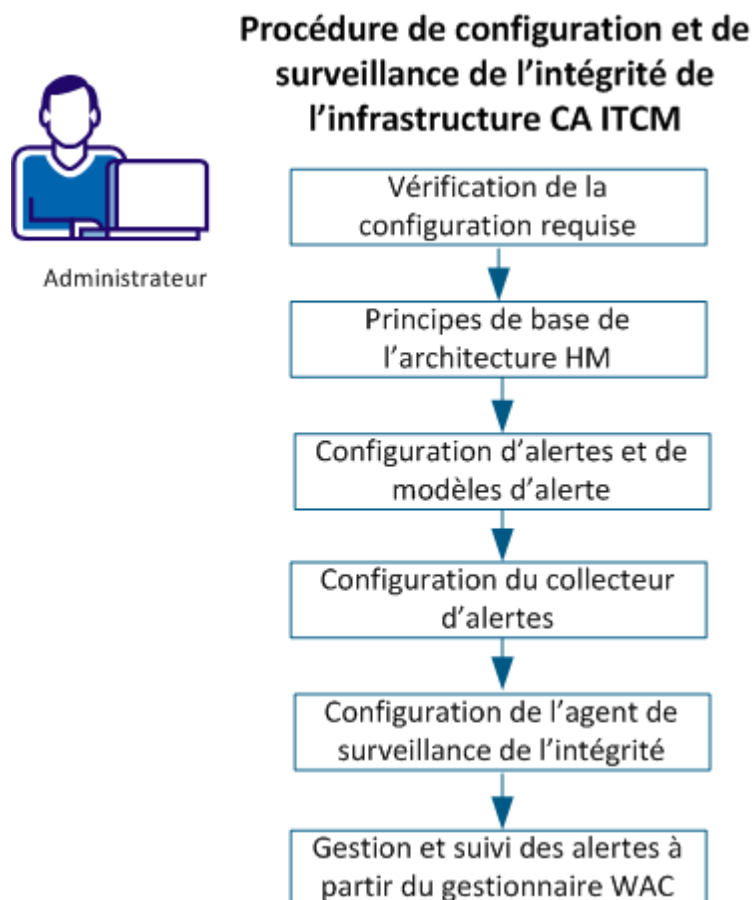 Procédure de configuration et de
surveillance de l'intégrité de
l'infrastructure CA ITCM
Administrateur
Vérification de la
configuration requise
Principes de base de
l'architecture HM
Configuration d'alertes et de
modèles d'alerte
Configuration du collecteur
d'alertes
Configuration de l'agent de
surveillance de l'intégrité
Gestion et suivi des alertes à
partir du gestionnaire WAC